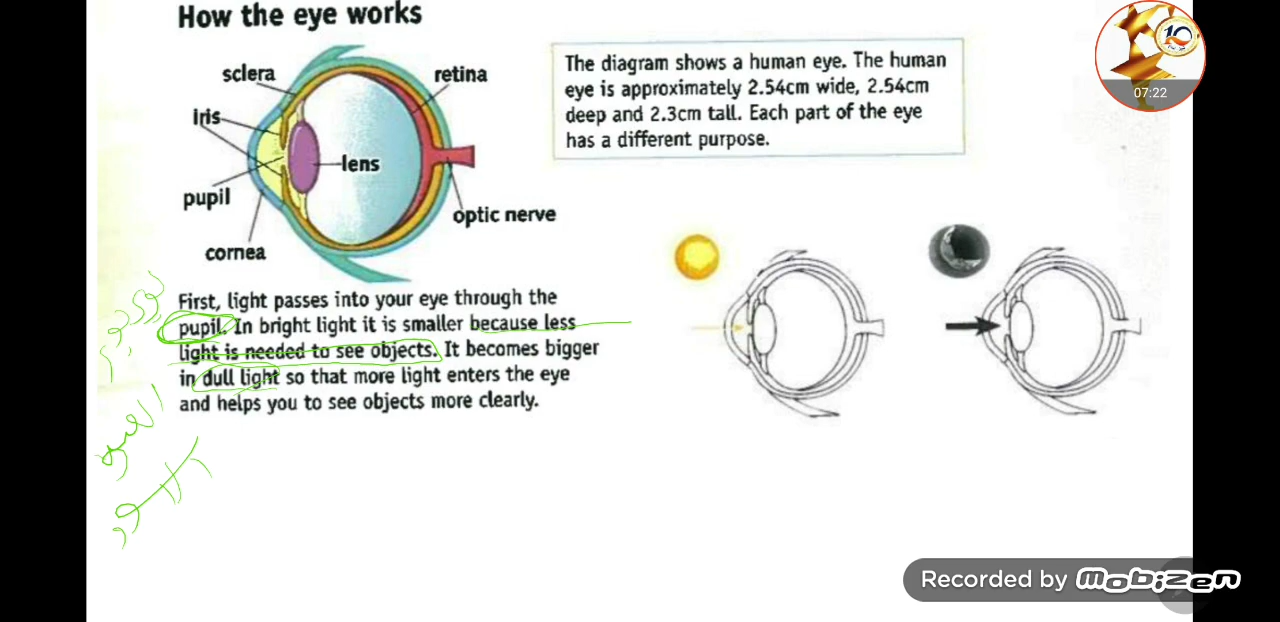 How the eye works
sclera
retina
iris
lens
pupil
optic nerve
cornea
The diagram shows a human eye. The human
eye is approximately 2.54cm wide, 2.54cm
deep and 2.3cm tall. Each part of the eye
has a different purpose.
10
07:22
First, light passes into your eye through the
pupil. In bright light it is smaller because less
light is needed to see objects. It becomes bigger
in dull light so that more light enters the eye
and helps you to see objects more clearly.
Recorded by Mobizen